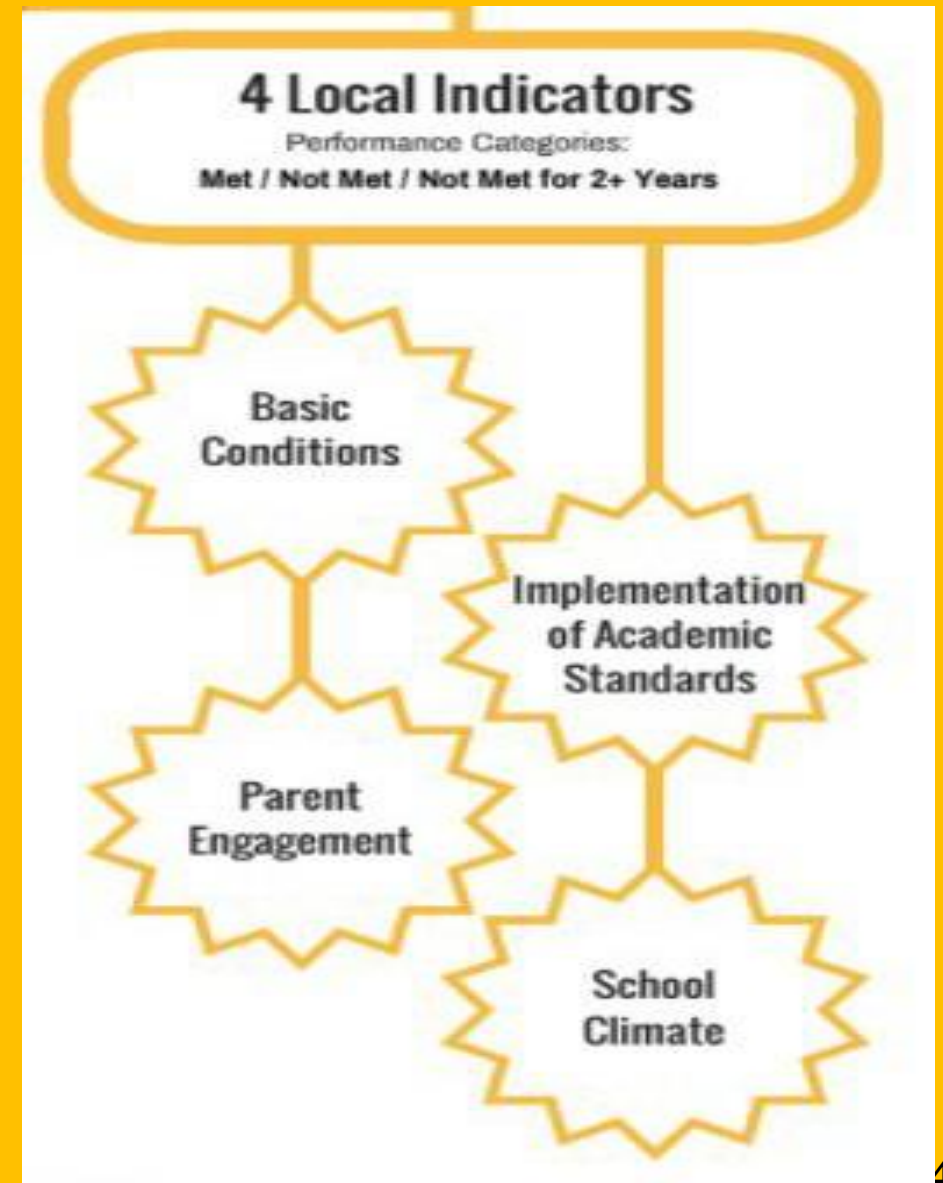 4 Local Indicators
Performance Categories:
Met / Not Met / Not Met for 2+ Years
Basic
Conditions
Implementation
of Academic
Standards
Parent
Engagement
School
Climate